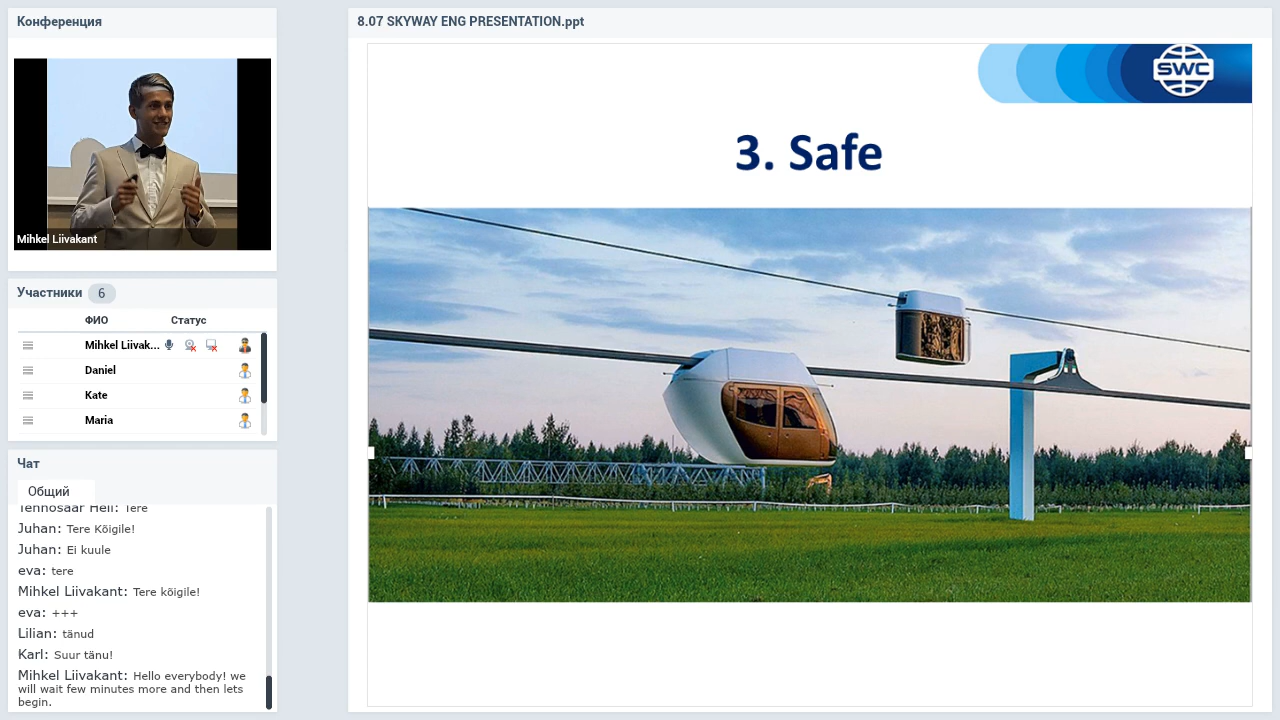 Конференция
Mihkel Liivakant
Участники 6
ФИО Статус
Mihkel Liivak...
Daniel
Kate
Maria
Чат
Общий
Tennosaar Heli: Tere
Juhan: Tere Kõigile!
Juhan: Ei kuule
eva: tere
Mihkel Liivakant: Tere kõigile!
eva: +++
Lilian: tänud
Karl: Suur tänu!
Mihkel Liivakant: Hello everybody! we
will wait few minutes more and then lets
begin.
8.07 SKYWAY ENG PRESENTATION.ppt
SWC
3. Safe